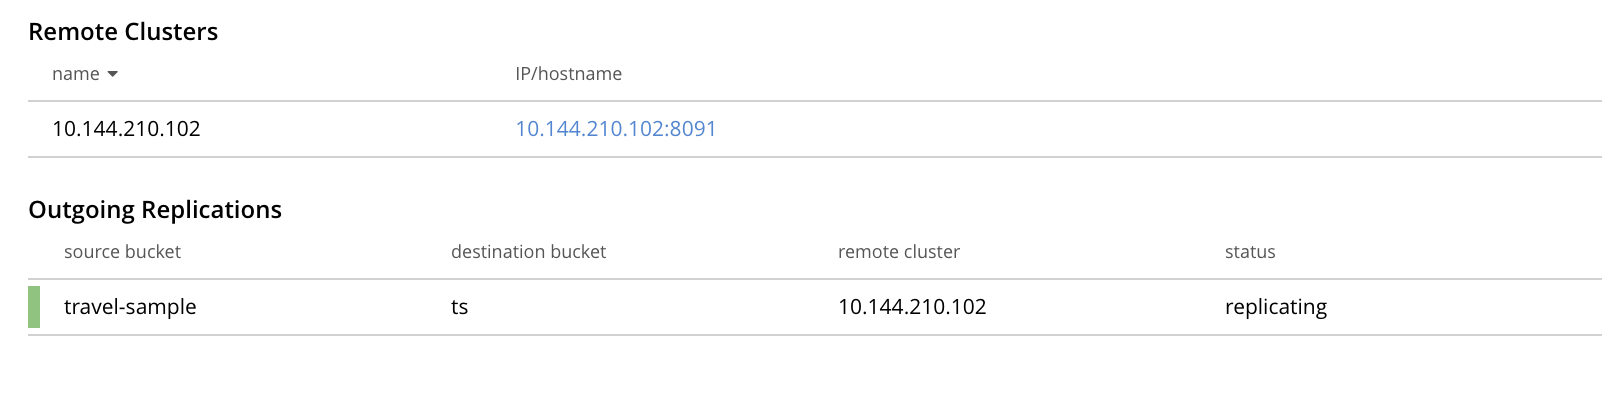 Remote Clusters
name IP/hostname
10.144.210.102 10.144.210.102:8091
Outgoing Replications
source bucket destination bucket remote cluster status
travel-sample ts 10.144.210.102 replicating